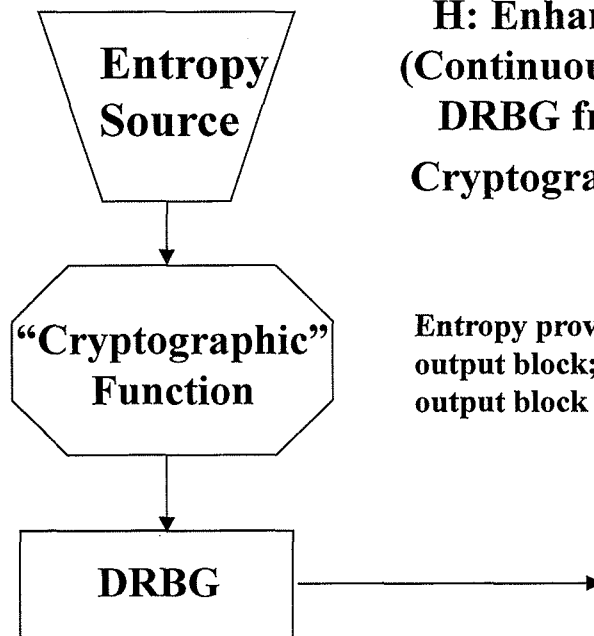 Entropy
Source
H: Enhan
(Continuou
DRBG fr
Cryptogra
“Cryptographic”
Function
Entropy prov
output block;
output block
DRBG